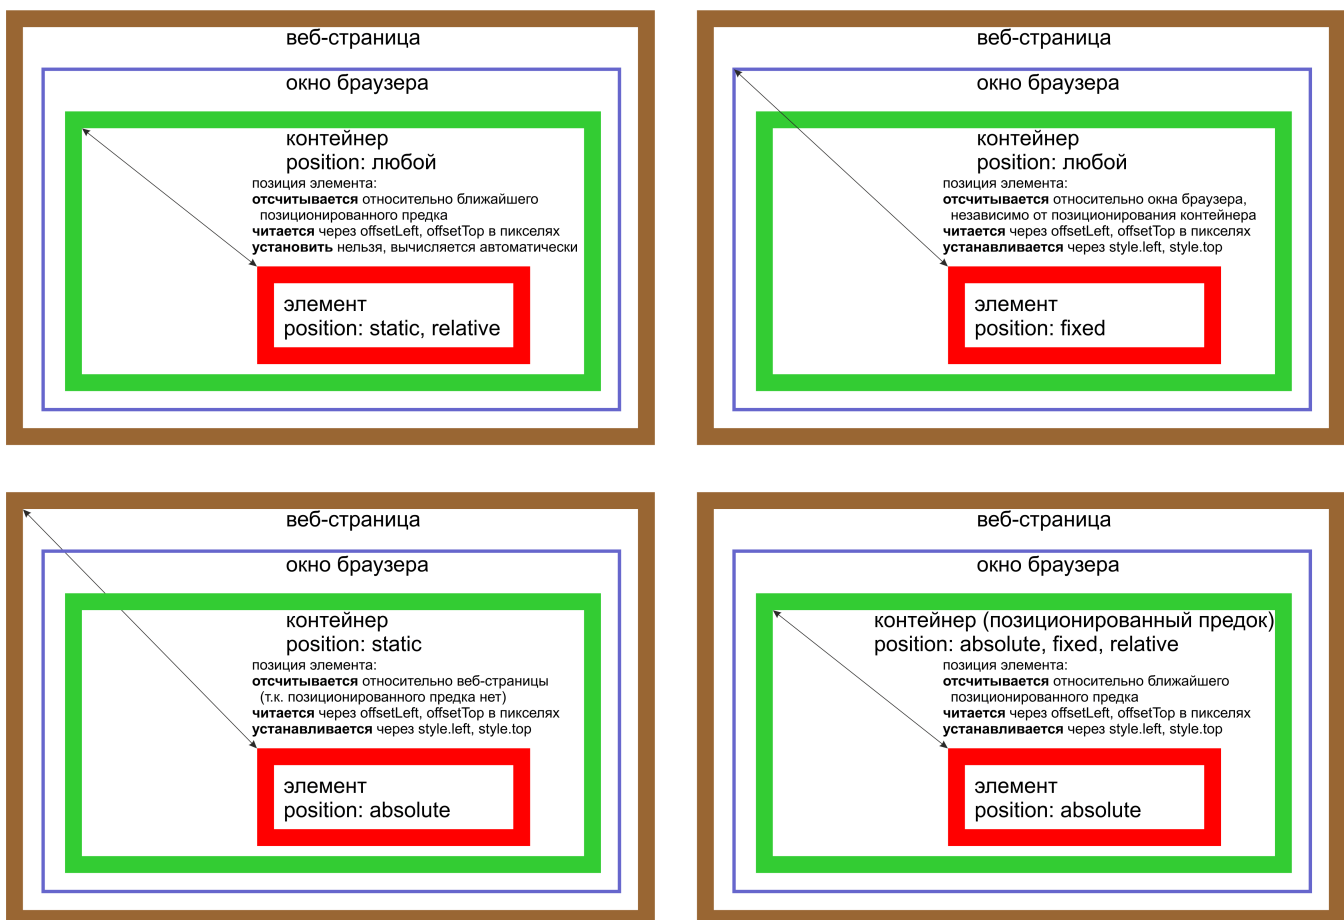 веб-страница
окно браузера
контейнер
position: любой
позиция элемента:
отсчитывается относительно ближайшего
позиционированного предка
читается через offsetLeft, offsetTop в пикселях
установить нельзя, вычисляется автоматически
элемент
position: static, relative
веб-страница
окно браузера
контейнер
position: любой
позиция элемента:
отсчитывается относительно окна браузера,
независимо от позиционирования контейнера
читается через offsetLeft, offsetTop в пикселях
устанавливается через style.left, style.top
элемент
position: fixed
веб-страница
окно браузера
контейнер
position: static
позиция элемента:
отсчитывается относительно веб-страницы
(т.к. позиционированного предка нет)
читается через offsetLeft, offsetTop в пикселях
устанавливается через style.left, style.top
элемент
position: absolute
веб-страница
окно браузера
контейнер (позиционированный предок)
position: absolute, fixed, relative
позиция элемента:
отсчитывается относительно ближайшего
позиционированного предка
читается через offsetLeft, offsetTop в пикселях
устанавливается через style.left, style.top
элемент
position: absolute